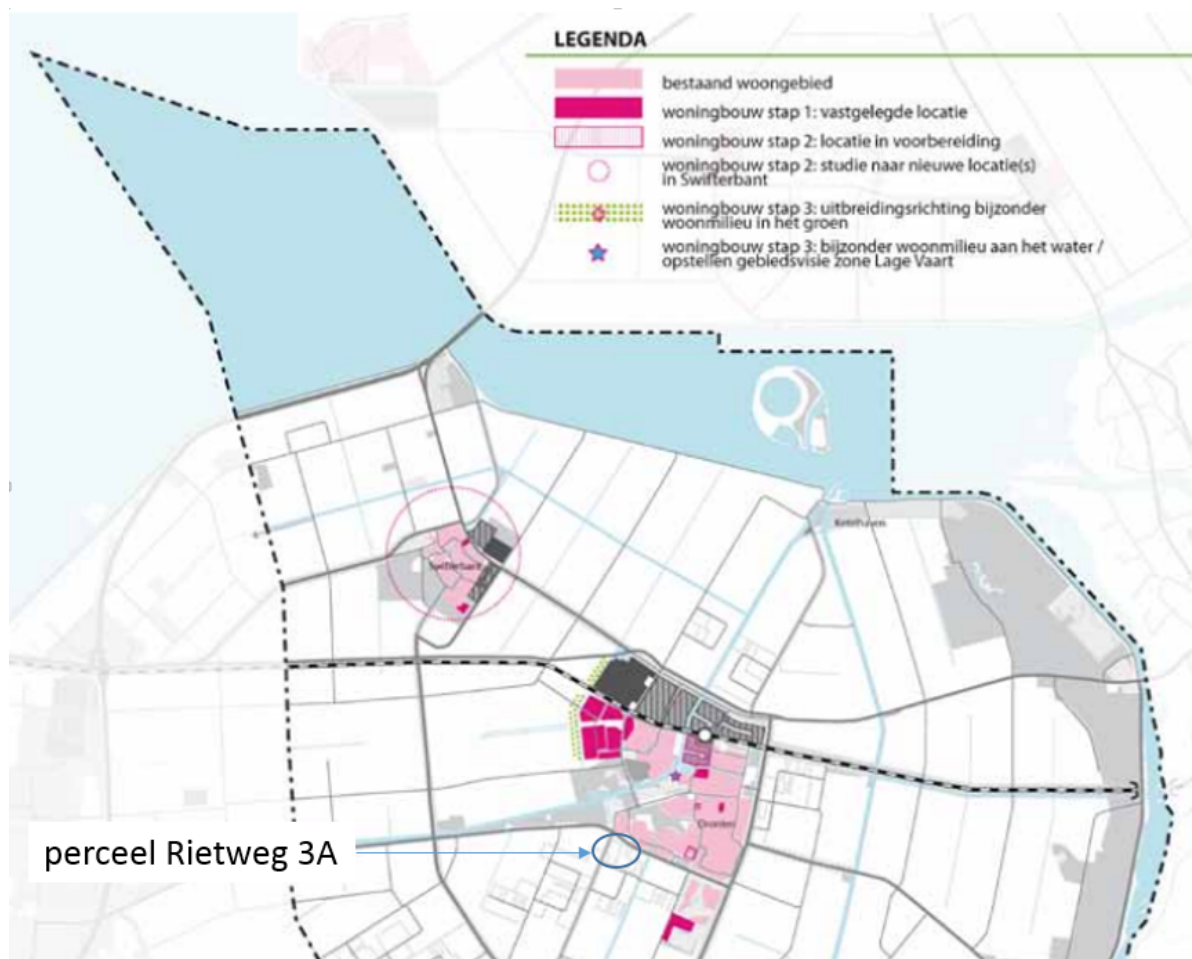 LEGENDA
bestaand woongebied
woningbouw stap 1: vastgelegde locatie
woningbouw stap 2: locatie in voorbereiding
woningbouw stap 2: studie naar nieuwe locatie(s)
in Swifterbant
woningbouw stap 3: uitbreidingsrichting bijzonder
woonmilieu in het groen
woningbouw stap 3: bijzonder woonmilieu aan het water /
opstellen gebiedsvisie zone Lage Vaart
Ketelhaven
Swifterbant
Dronten
perceel Rietweg 3A